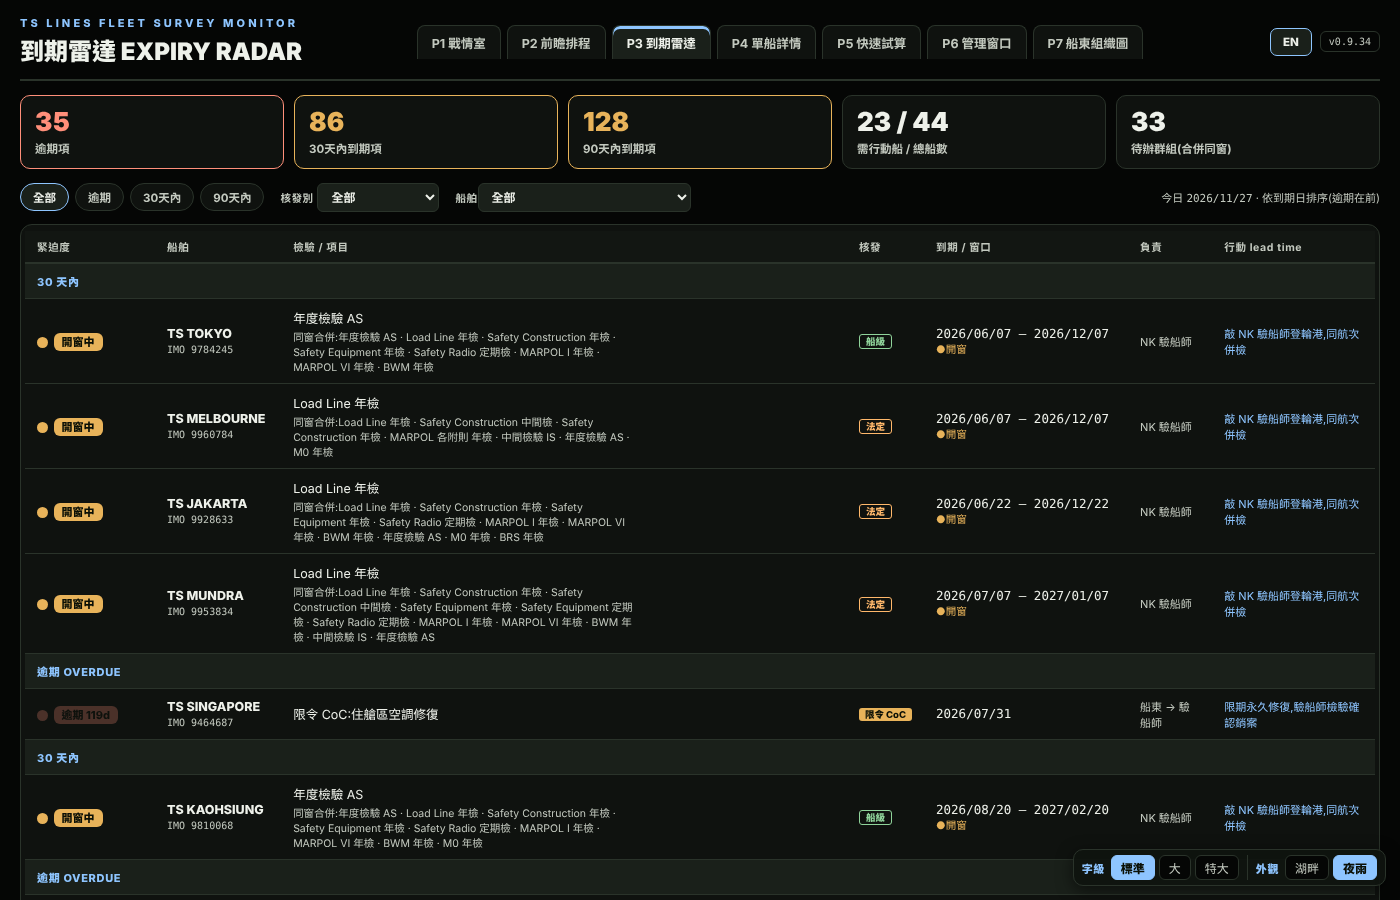 TS LINES FLEET SURVEY MONITOR
到期雷達 EXPIRY RADAR
P1 戰情室
P2 前瞻排程
P3 到期雷達
P4 單船詳情
P5 快速試算
P6 管理窗口
P7 船東組織圖
EN
v0.9.34
35
逾期項
86
30天內到期項
128
90天內到期項
23 / 44
需行動船 / 總船數
33
待辦群組(合併同窗)
全部
逾期
30天內
90天內
核發別
全部
船舶
全部
今日 2026/11/27 · 依到期日排序(逾期在前)
緊迫度
船舶
檢驗 / 項目
核發
到期 / 窗口
負責
行動 lead time
30 天內
開窗中
TS TOKYO
IMO 9784245
年度檢驗 AS
同窗合併:年度檢驗 AS · Load Line 年檢 · Safety Construction 年檢 ·
Safety Equipment 年檢 · Safety Radio 定期檢 · MARPOL I 年檢 ·
MARPOL VI 年檢 · BWM 年檢
船級
2026/06/07 – 2026/12/07
●開窗
NK 驗船師
敲 NK 驗船師登輪港,同航次
併檢
開窗中
TS MELBOURNE
IMO 9960784
Load Line 年檢
同窗合併:Load Line 年檢 · Safety Construction 中間檢 · Safety
Construction 年檢 · MARPOL 各附則 年檢 · 中間檢驗 IS · 年度檢驗 AS ·
M0 年檢
法定
2026/06/07 – 2026/12/07
●開窗
NK 驗船師
敲 NK 驗船師登輪港,同航次
併檢
開窗中
TS JAKARTA
IMO 9928633
Load Line 年檢
同窗合併:Load Line 年檢 · Safety Construction 年檢 · Safety
Equipment 年檢 · Safety Radio 定期檢 · MARPOL I 年檢 · MARPOL VI
年檢 · BWM 年檢 · 年度檢驗 AS · M0 年檢 · BRS 年檢
法定
2026/06/22 – 2026/12/22
●開窗
NK 驗船師
敲 NK 驗船師登輪港,同航次
併檢
開窗中
TS MUNDRA
IMO 9953834
Load Line 年檢
同窗合併:Load Line 年檢 · Safety Construction 年檢 · Safety
Construction 中間檢 · Safety Equipment 年檢 · Safety Equipment 定期
檢 · Safety Radio 定期檢 · MARPOL I 年檢 · MARPOL VI 年檢 · BWM 年
檢 · 中間檢驗 IS · 年度檢驗 AS
法定
2026/07/07 – 2027/01/07
●開窗
NK 驗船師
敲 NK 驗船師登輪港,同航次
併檢
逾期 OVERDUE
逾期 119d
TS SINGAPORE
IMO 9464687
限令 CoC:住艙區空調修復
限令 CoC
2026/07/31
船東 → 驗
船師
限期永久修復,驗船師檢驗確
認銷案
30 天內
開窗中
TS KAOHSIUNG
IMO 9810068
年度檢驗 AS
同窗合併:年度檢驗 AS · Load Line 年檢 · Safety Construction 年檢 ·
Safety Equipment 年檢 · Safety Radio 定期檢 · MARPOL I 年檢 ·
MARPOL VI 年檢 · BWM 年檢 · M0 年檢
船級
2026/08/20 – 2027/02/20
●開窗
NK 驗船師
敲 NK 驗船師登輪港,同航次
併檢
逾期 OVERDUE
字級
標準
大
特大
外觀
湖畔
夜雨